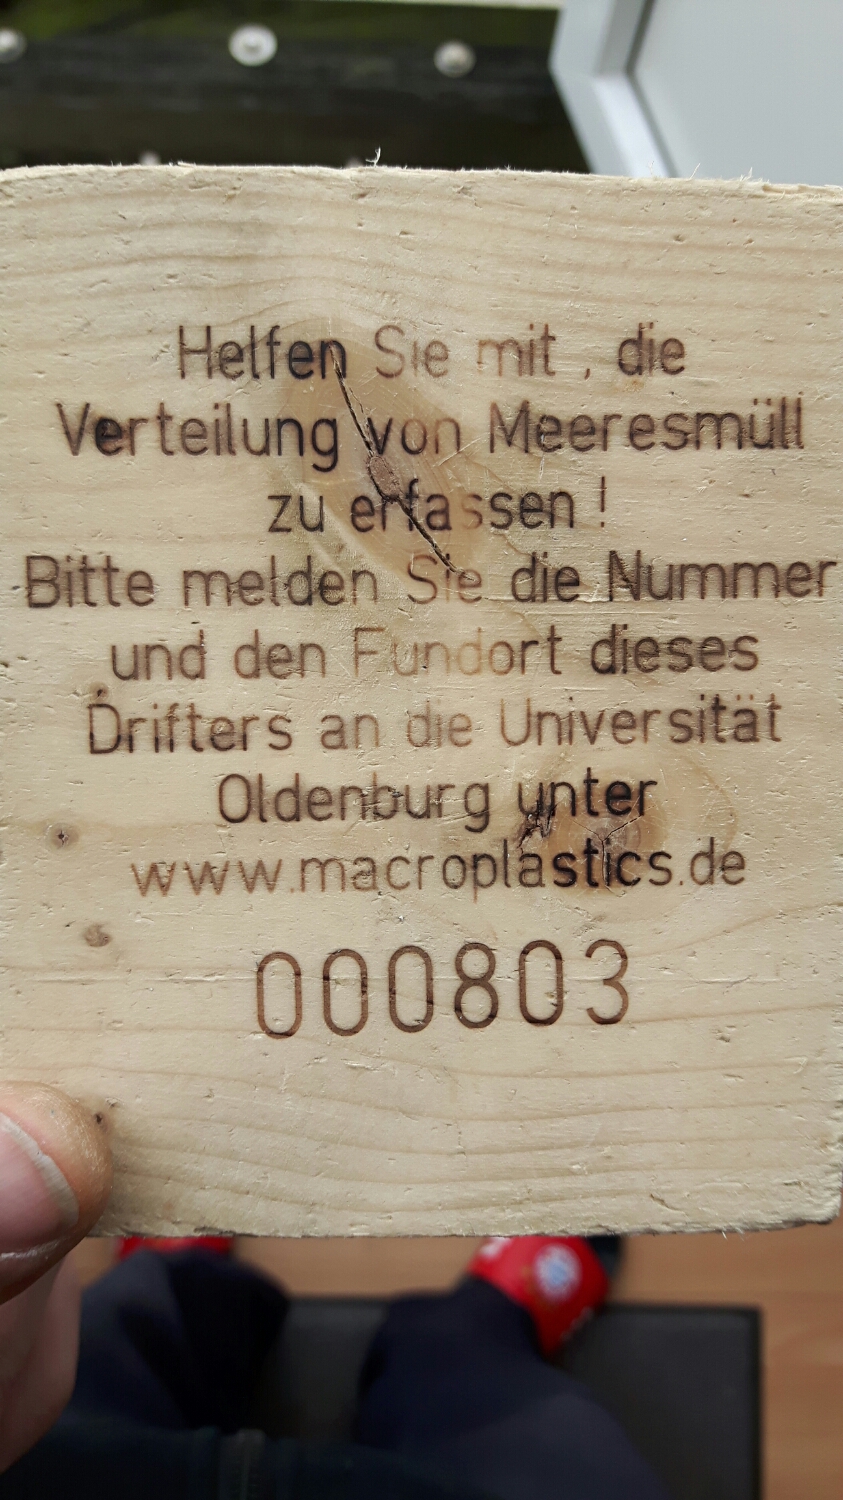 Helfen Sie mit , die
Verteilung von Meeresmüll
zu erfassen !
Bitte melden Sie die Nummer
und den Fundort dieses
Drifters an die Universität
Oldenburg unter
www.macroplastics.de
000803